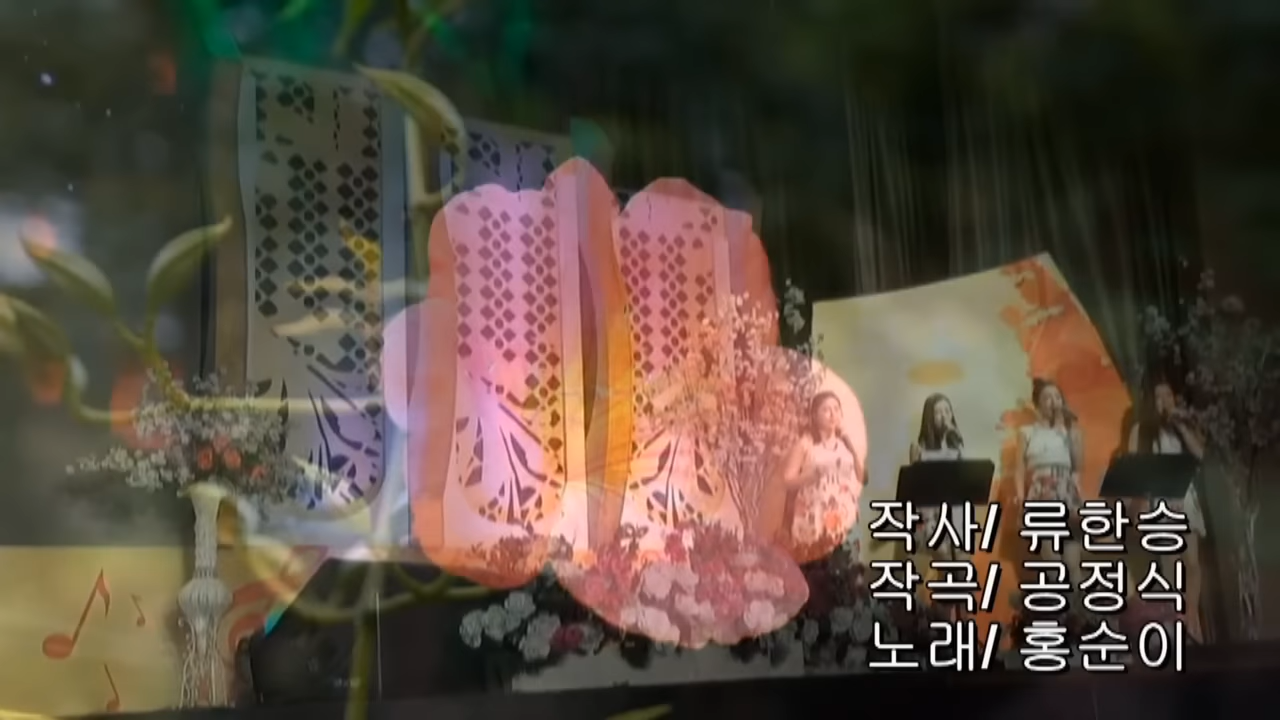 작사/ 류한승
작곡/ 공정식
노래/ 홍순이